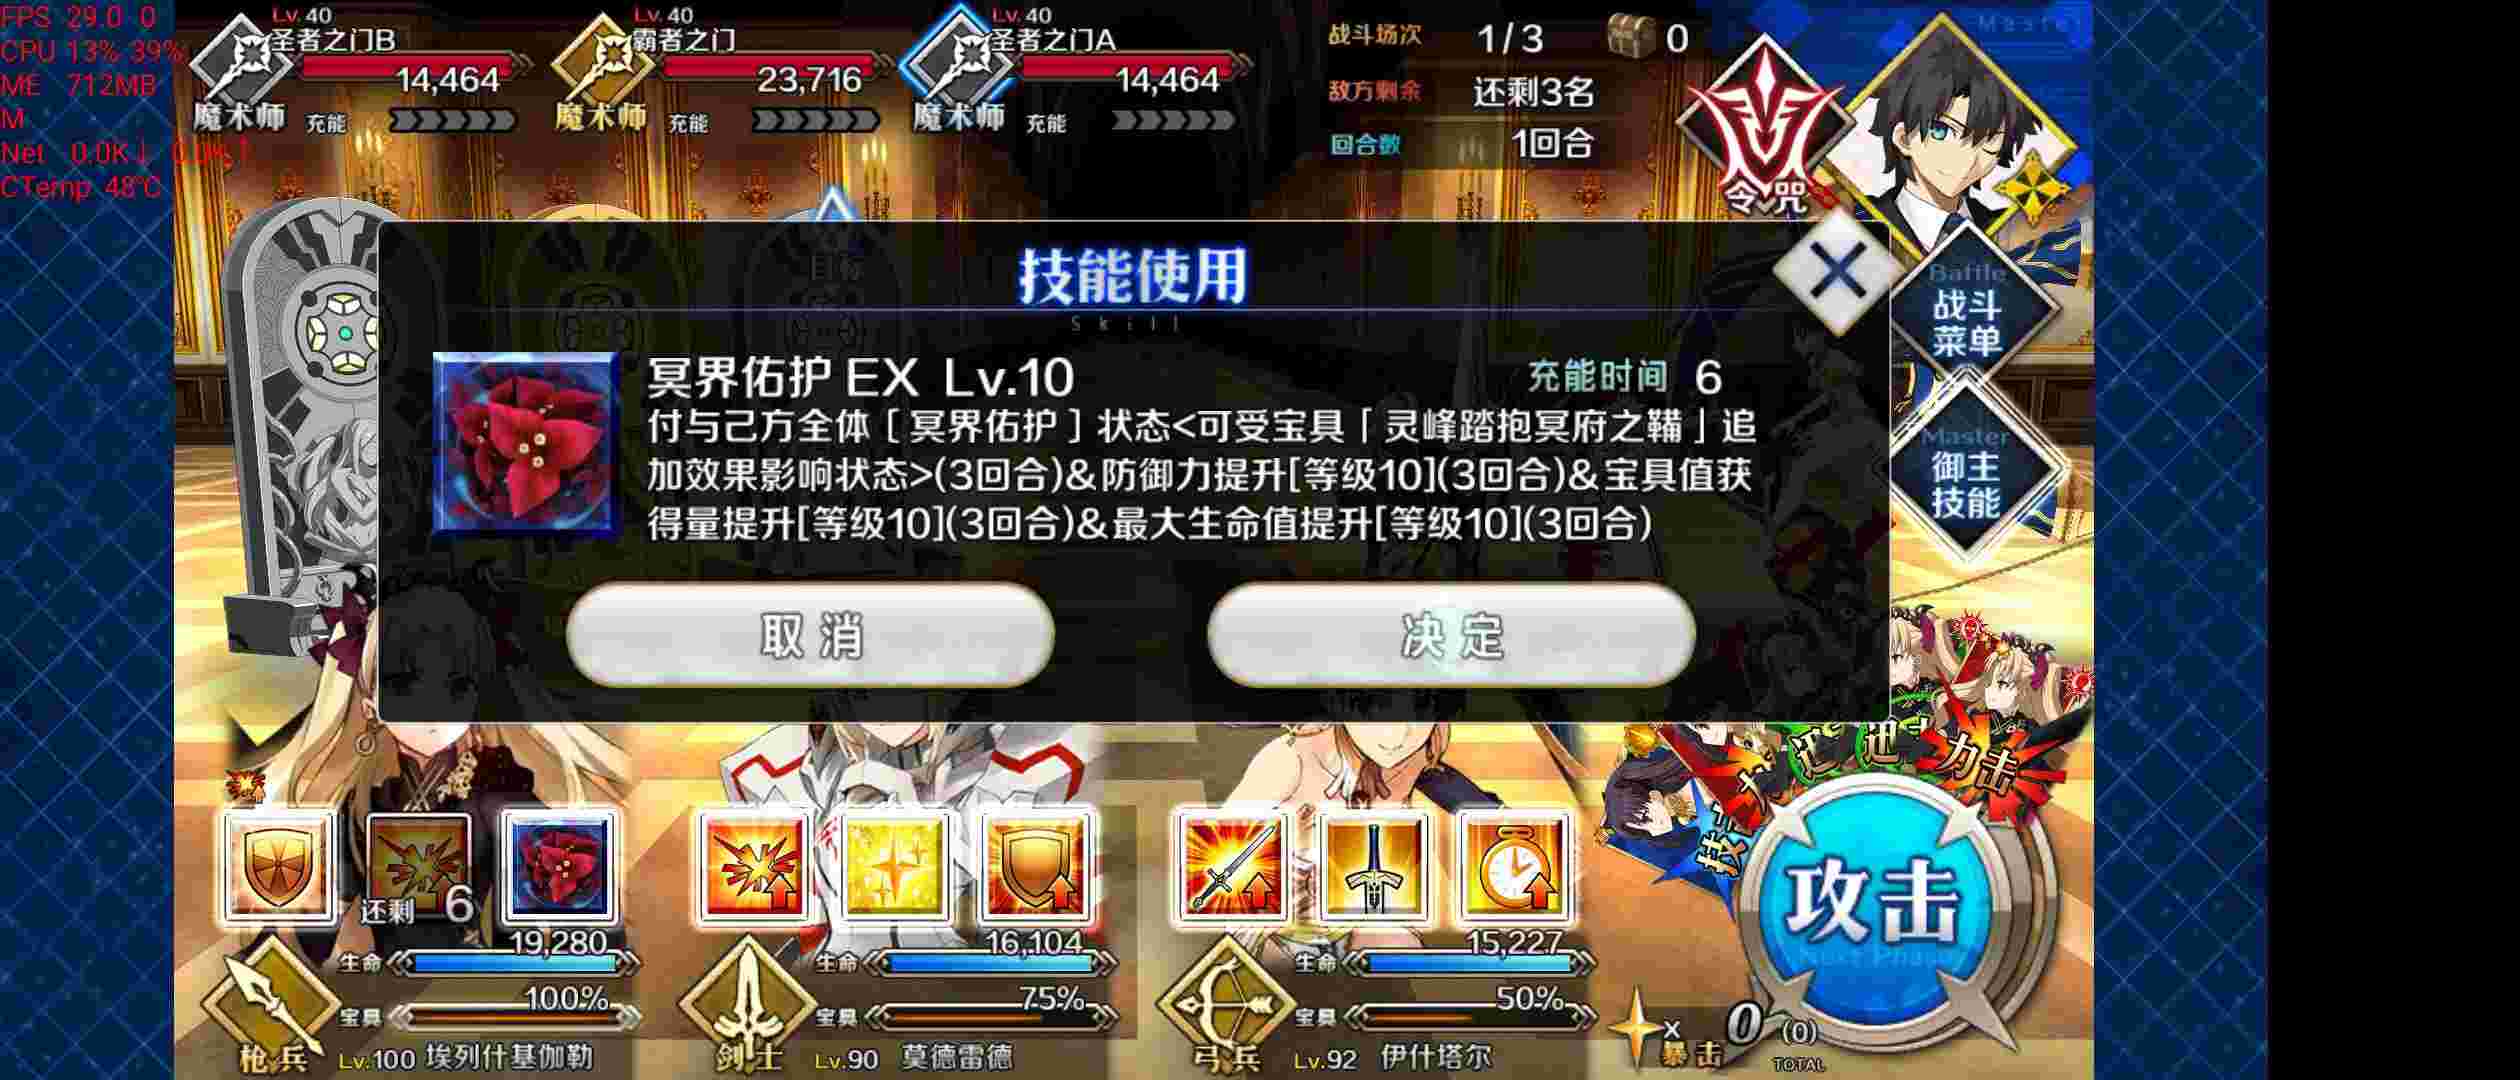 FPS 29.0 0
CPU 13% 39%
ME 712MB
M
Net 0.0K↓ 0.0K↑
CTemp 48°C
Lv.40
圣者之门B
14,464
魔术师 充能
Lv.40
霸者之门
23,716
魔术师 充能
Lv.40
圣者之门A
14,464
魔术师 充能
战斗场次 1/3 0
敌方剩余 还剩3名
回合数 1回合
令咒
Master
Battle
战斗
菜单
Master
御主
技能
目标
技能使用
Skill
冥界佑护 EX Lv.10 充能时间 6
付与己方全体［冥界佑护］状态<可受宝具「灵峰踏抱冥府之鞴」追
加效果影响状态>(3回合)&防御力提升[等级10](3回合)&宝具值获
得量提升[等级10](3回合)&最大生命值提升[等级10](3回合)
取消 决定
还剩 6
19,280
生命
100%
宝具
枪兵 Lv.100 埃列什基伽勒
16,104
生命
75%
宝具
剑士 Lv.90 莫德雷德
15,227
生命
50%
宝具
弓兵 Lv.92 伊什塔尔
技击 力 迅 迅 力击
攻击
Next Phase
x 0 (0)
暴击 TOTAL